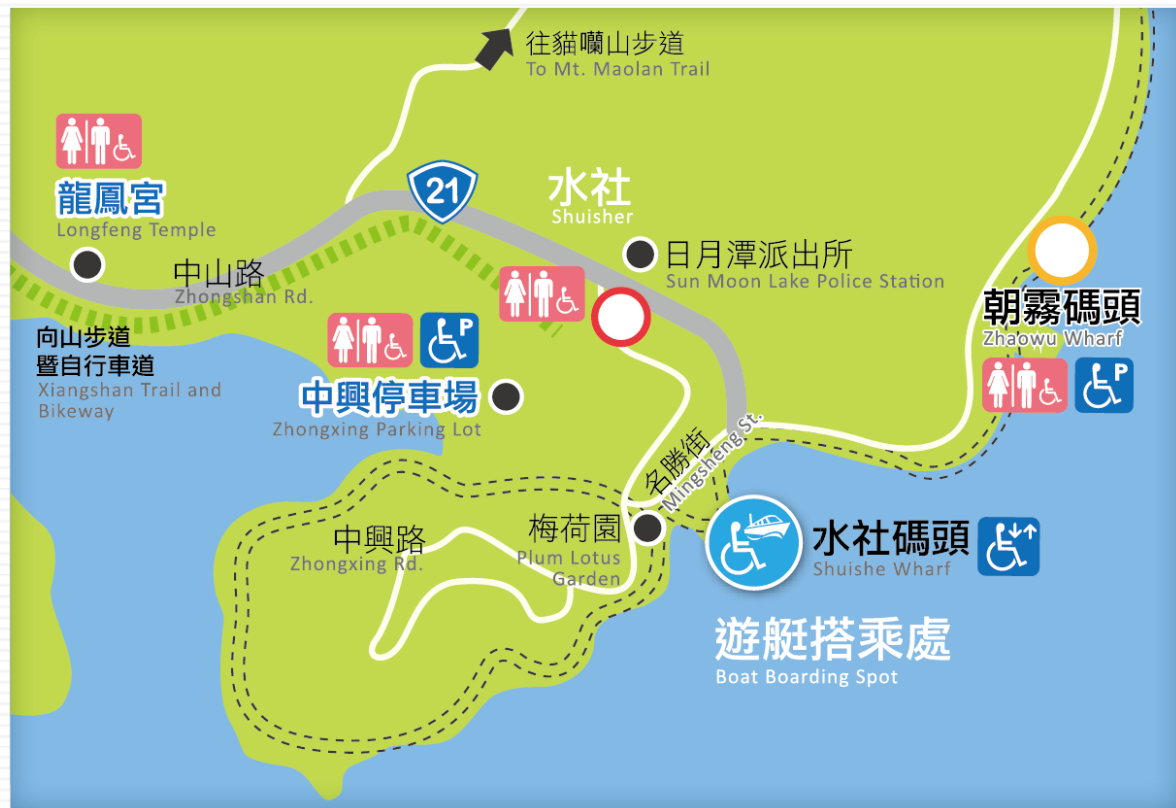 往貓囒山步道
To Mt. Maolan Trail
龍鳳宮
Longfeng Temple
21
水社
Shuisher
日月潭派出所
Sun Moon Lake Police Station
中山路
Zhongshan Rd.
朝霧碼頭
Zhaowu Wharf
P
向山步道
暨自行車道
Xiangshan Trail and
Bikeway
P
中興停車場
Zhongxing Parking Lot
名勝街
Mingsheng St.
中興路
Zhongxing Rd.
梅荷園
Plum Lotus
Garden
水社碼頭
Shuishe Wharf
遊艇搭乘處
Boat Boarding Spot